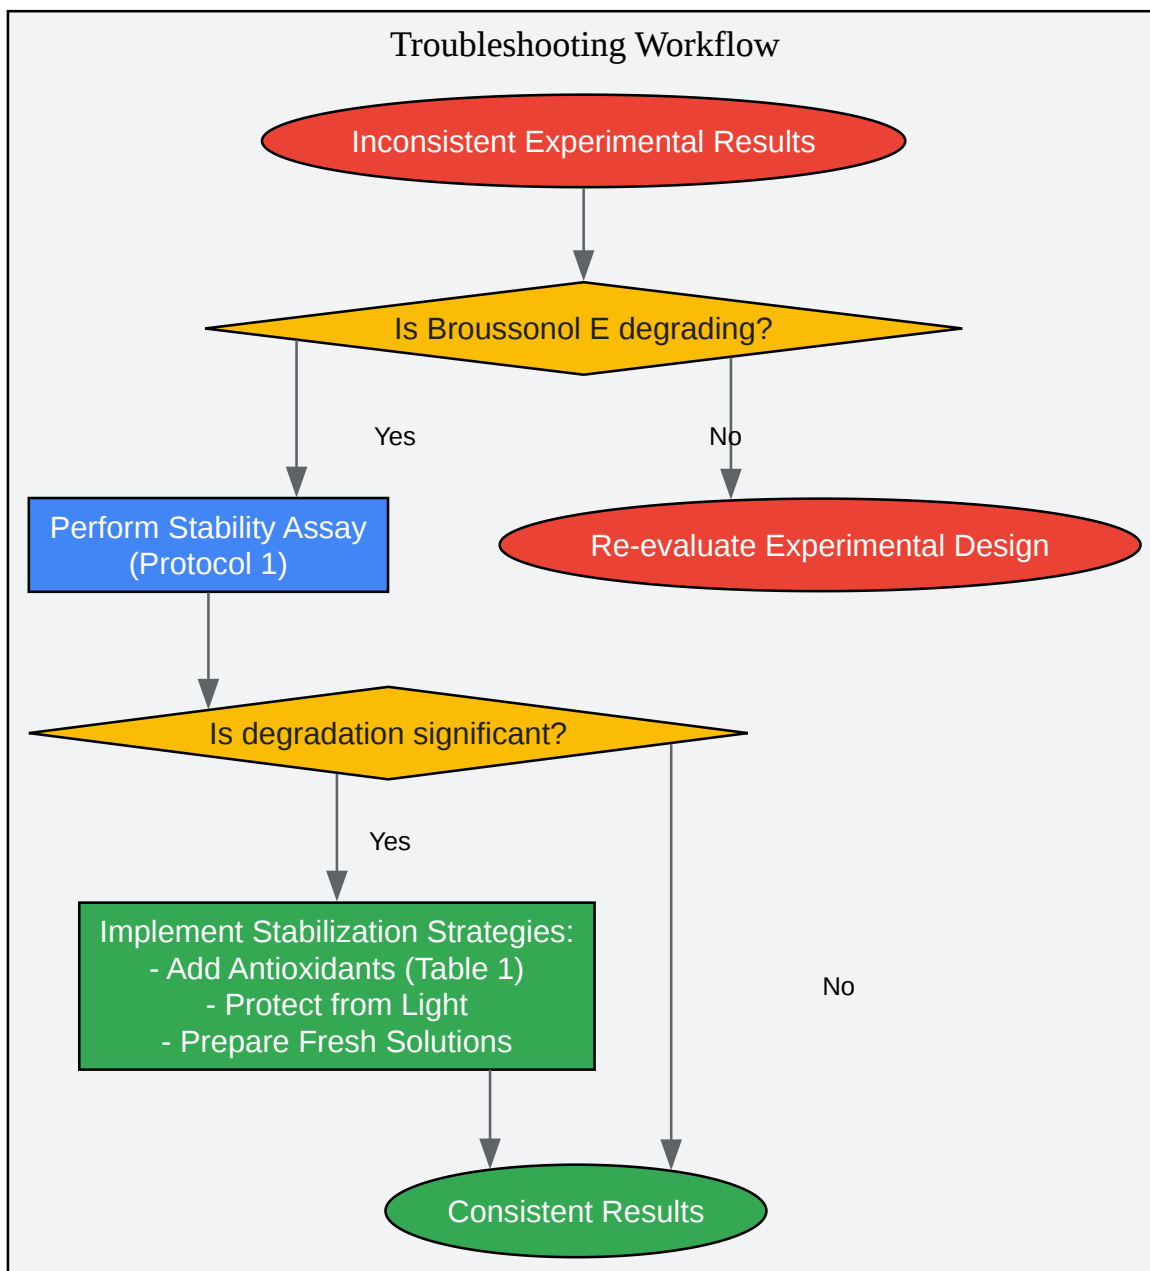 Troubleshooting Workflow
Inconsistent Experimental Results
Is Broussonol E degrading?
Yes
No
Perform Stability Assay
(Protocol 1)
Re-evaluate Experimental Design
Is degradation significant?
Yes
Implement Stabilization Strategies:
- Add Antioxidants (Table 1)
- Protect from Light
- Prepare Fresh Solutions
No
Consistent Results